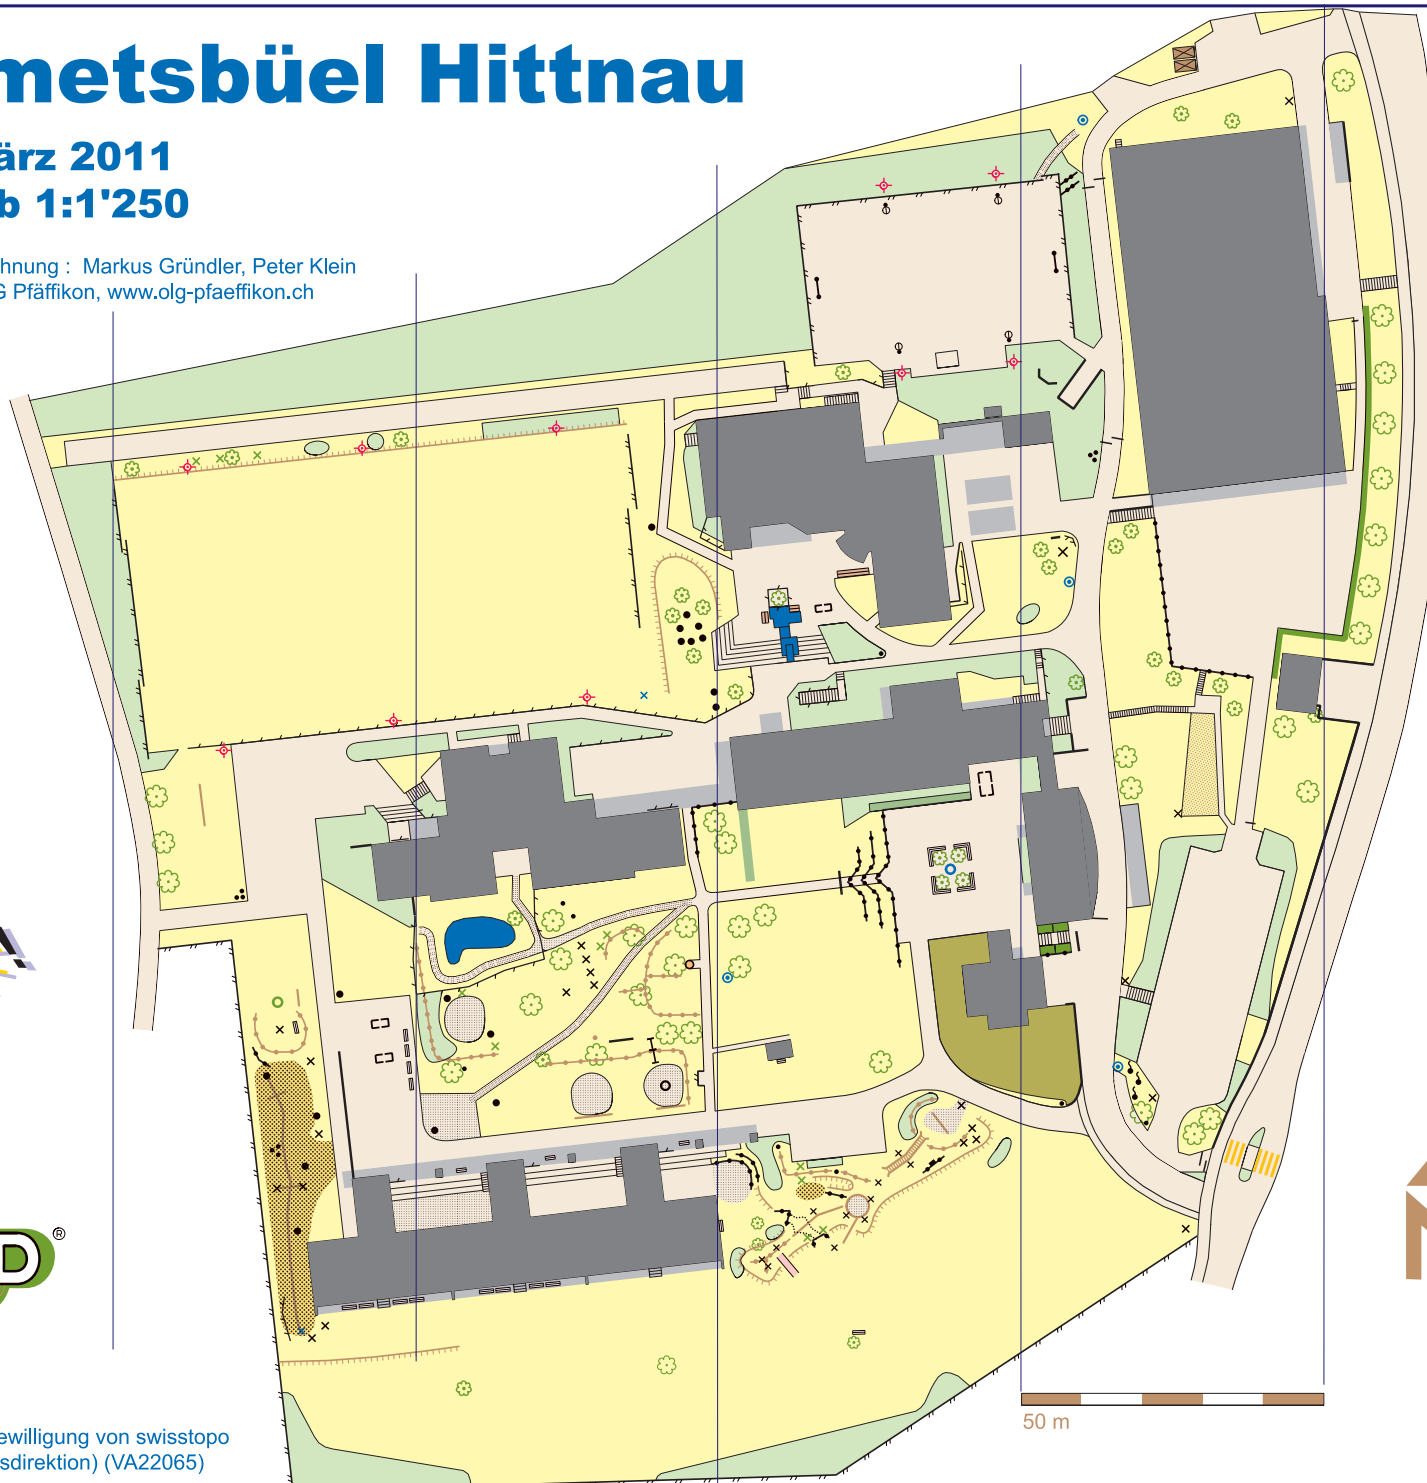 metsbüel Hittnau
ärz 2011
b 1:1'250
hnung : Markus Gründler, Peter Klein
G Pfäffikon, www.olg-pfaeffikon.ch
D®
50 m
ewilligung von swisstopo
sdirektion) (VA22065)